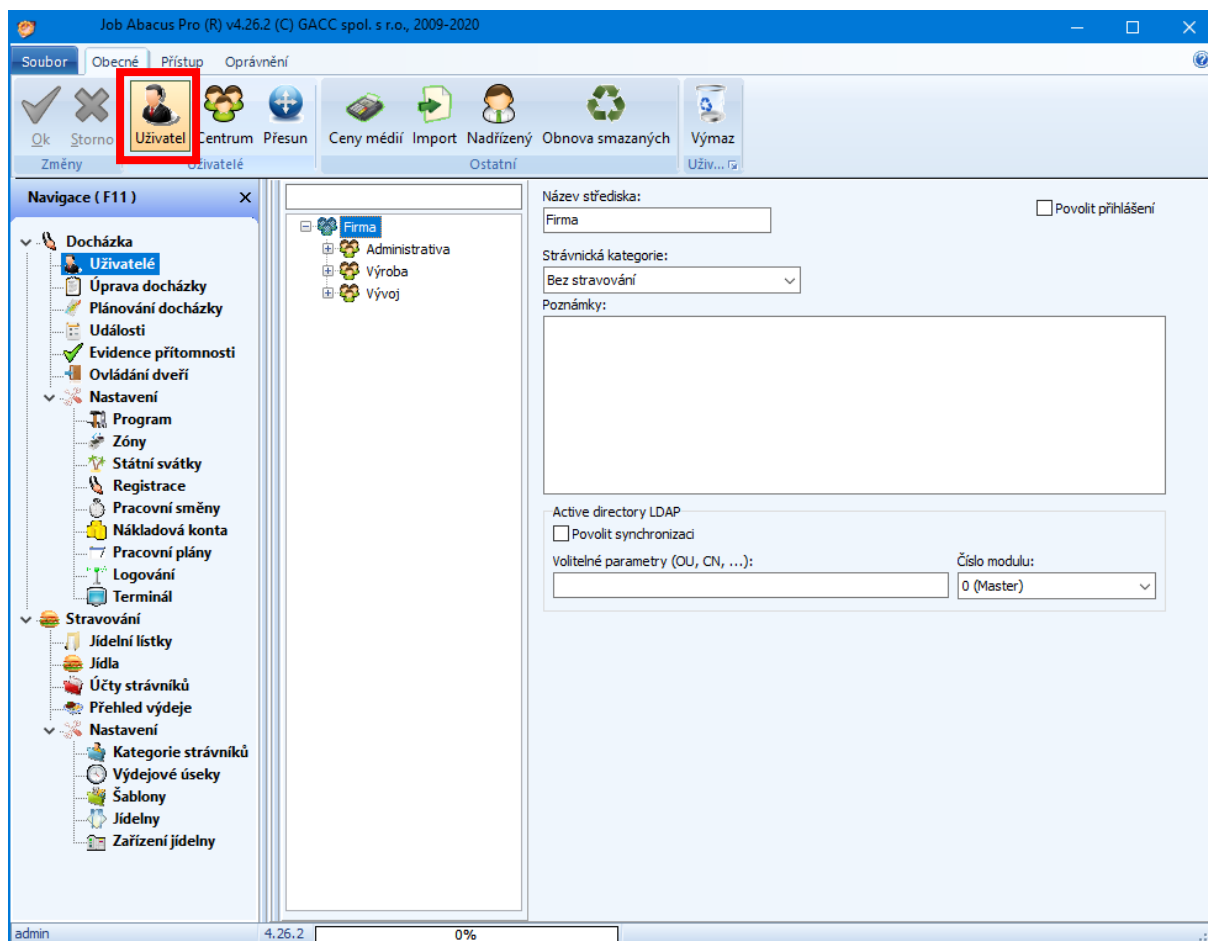 Job Abacus Pro (R) v4.26.2 (C) GACC spol. s r.o., 2009-2020
Soubor Obecné Přístup Oprávnění
Ok Storno Uživatel Centrum Přesun Ceny médií Import Nadřízený Obnova smazaných Výmaz
Změny Uživatelé Ostatní Uživ...
Navigace ( F11 )
Docházka
Uživatelé
Úprava docházky
Plánování docházky
Události
Evidence přítomnosti
Ovládání dveří
Nastavení
Program
Zóny
Státní svátky
Registrace
Pracovní směny
Nákladová konta
Pracovní plány
Logování
Terminál
Stravování
Jídelní lístky
Jídla
Účty strávníků
Přehled výdeje
Nastavení
Kategorie strávníků
Výdejové úseky
Šablony
Jídelny
Zařízení jídelny
Firma
Administrativa
Výroba
Vývoj
Název střediska:
Povolit přihlášení
Firma
Strávnická kategorie:
Bez stravování
Poznámky:
Active directory LDAP
Povolit synchronizaci
Volitelné parametry (OU, CN, ...): Číslo modulu:
0 (Master)
admin 4.26.2 0%